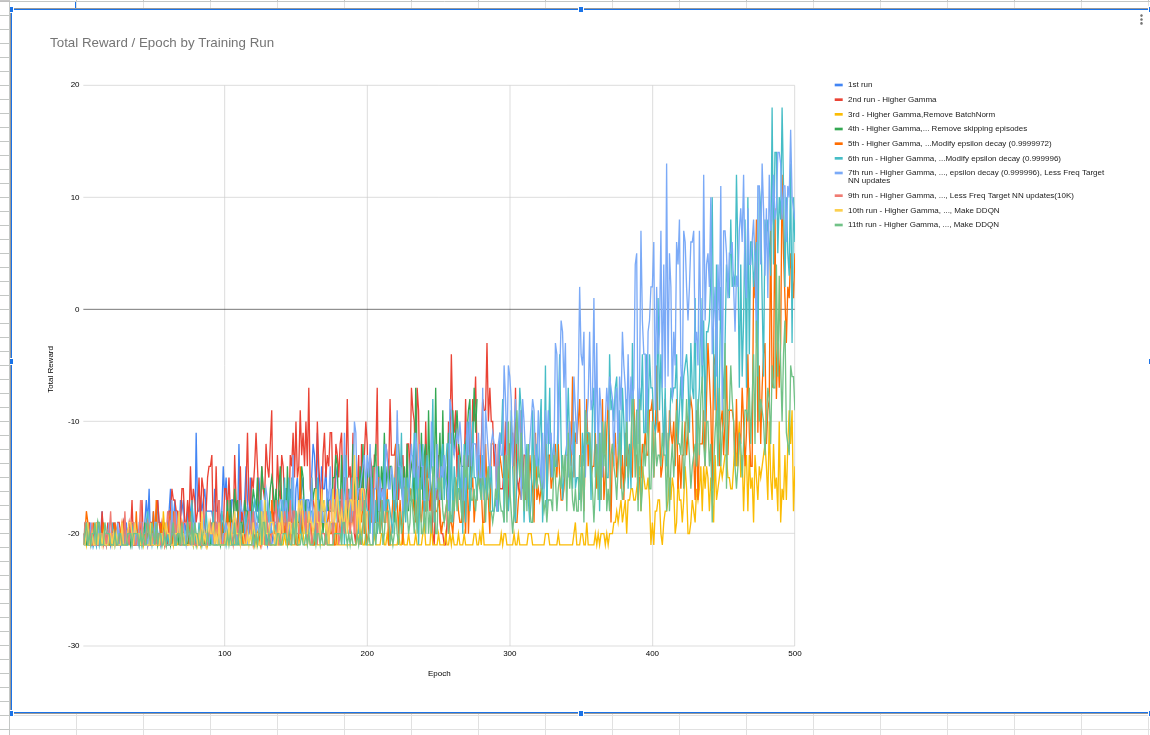 Total Reward / Epoch by Training Run
20
10
0
-10
-20
-30
Total Reward
100
200
300
400
500
Epoch
1st run
2nd run - Higher Gamma
3rd - Higher Gamma,Remove BatchNorm
4th - Higher Gamma,... Remove skipping episodes
5th - Higher Gamma, ...Modify epsilon decay (0.9999972)
6th run - Higher Gamma, ...Modify epsilon decay (0.999996)
7th run - Higher Gamma, ..., epsilon decay (0.999996), Less Freq Target
NN updates
9th run - Higher Gamma, ..., Less Freq Target NN updates(10K)
10th run - Higher Gamma, ..., Make DDQN
11th run - Higher Gamma, ..., Make DDQN